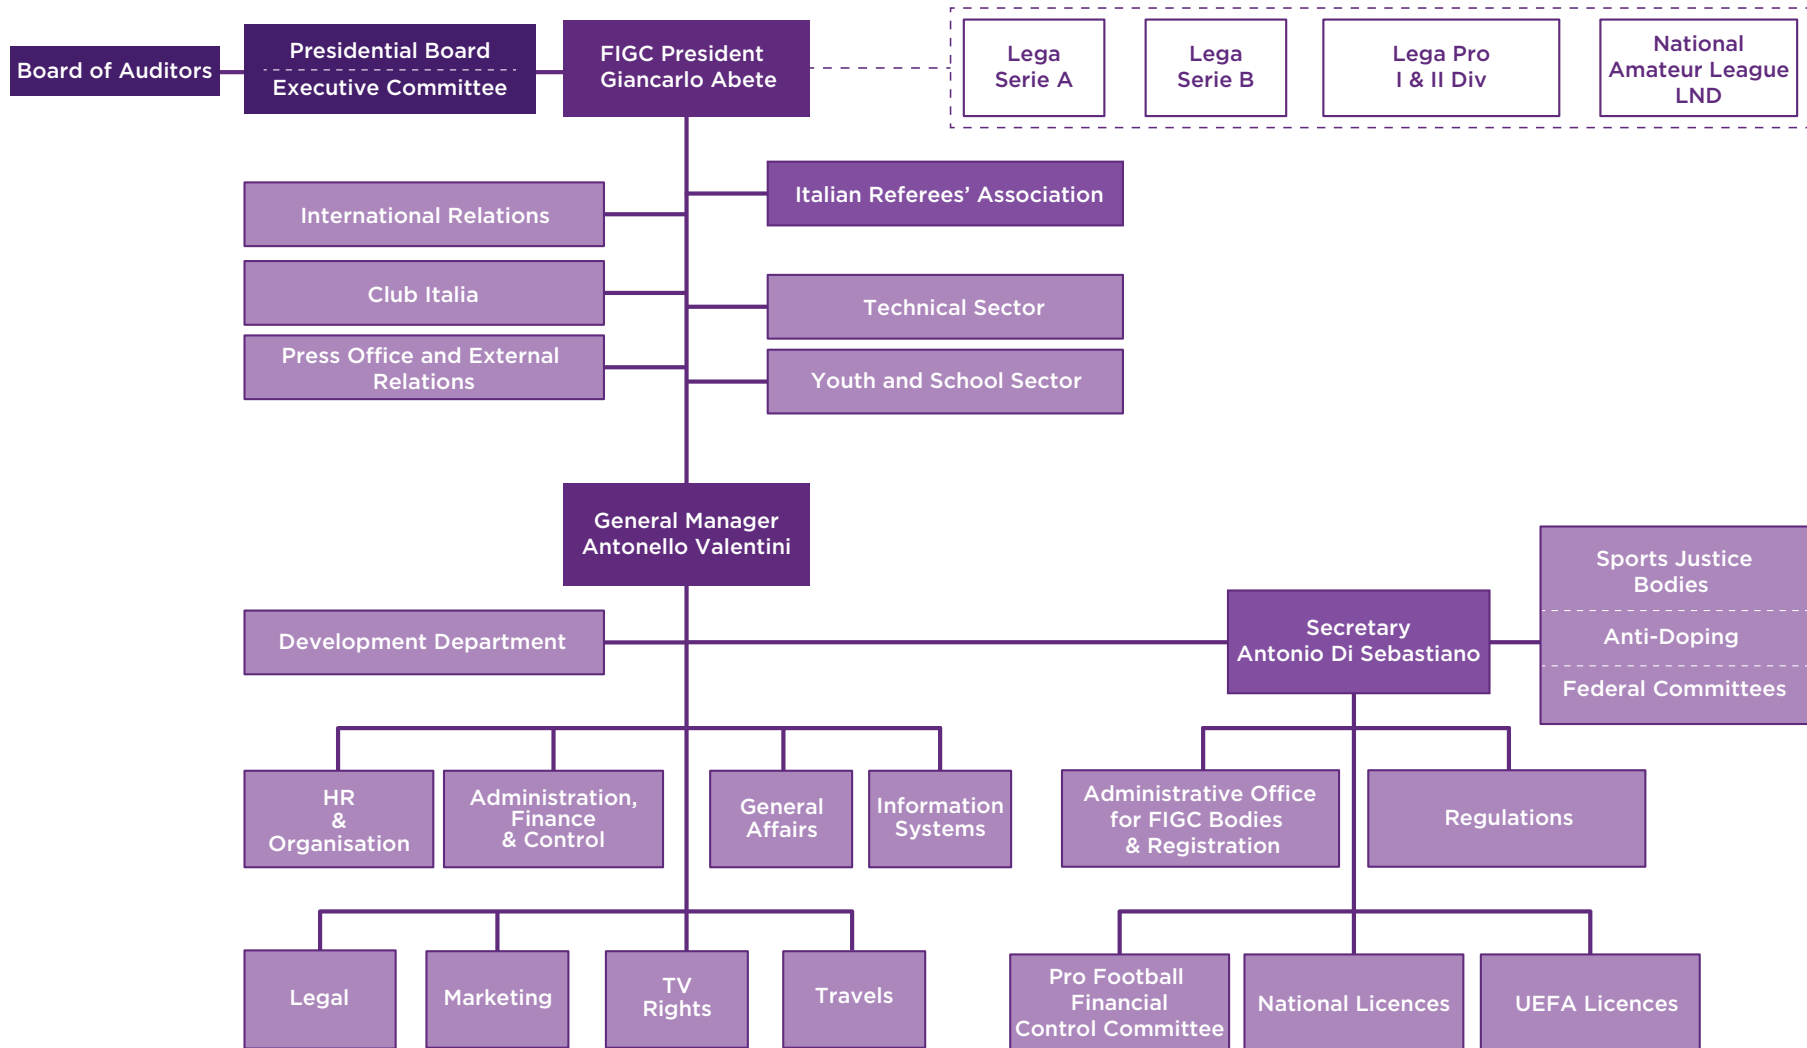 Board of Auditors
Presidential Board
Executive Committee
FIGC President
Giancarlo Abete
Lega
Serie A
Lega
Serie B
Lega Pro
I & II Div
National
Amateur League
LND
International Relations
Italian Referees’ Association
Club Italia
Technical Sector
Press Office and External
Relations
Youth and School Sector
General Manager
Antonello Valentini
Development Department
Secretary
Antonio Di Sebastiano
Sports Justice
Bodies
Anti-Doping
Federal Committees
HR
&
Organisation
Administration,
Finance
& Control
General
Affairs
Information
Systems
Administrative Office
for FIGC Bodies
& Registration
Regulations
Legal
Marketing
TV
Rights
Travels
Pro Football
Financial
Control Committee
National Licences
UEFA Licences